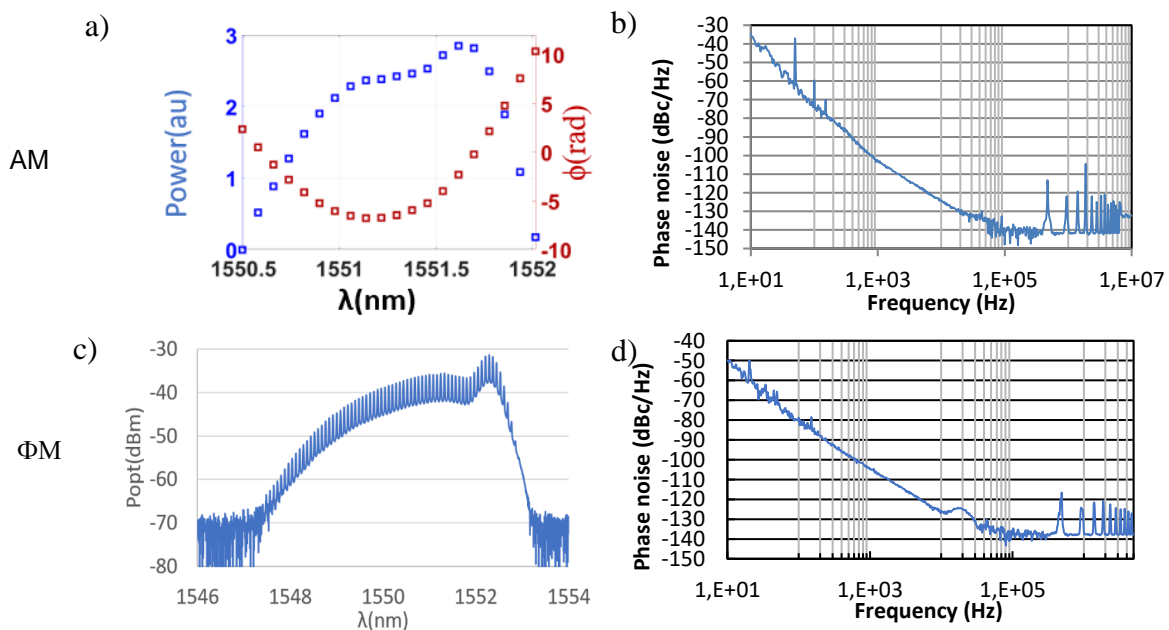 a)
AM
Power(au)
3
2
1
0
10
5
0
-5
-10
ϕ(rad)
1550.5
1551
1551.5
1552
λ(nm)
b)
Phase noise (dBc/Hz)
-30
-40
-50
-60
-70
-80
-90
-100
-110
-120
-130
-140
-150
1,E+01
1,E+03
1,E+05
1,E+07
Frequency (Hz)
c)
ΦM
Popt(dBm)
-30
-40
-50
-60
-70
-80
1546
1548
1550
1552
1554
λ(nm)
d)
Phase noise (dBc/Hz)
-40
-50
-60
-70
-80
-90
-100
-110
-120
-130
-140
-150
1,E+01
1,E+03
1,E+05
Frequency (Hz)